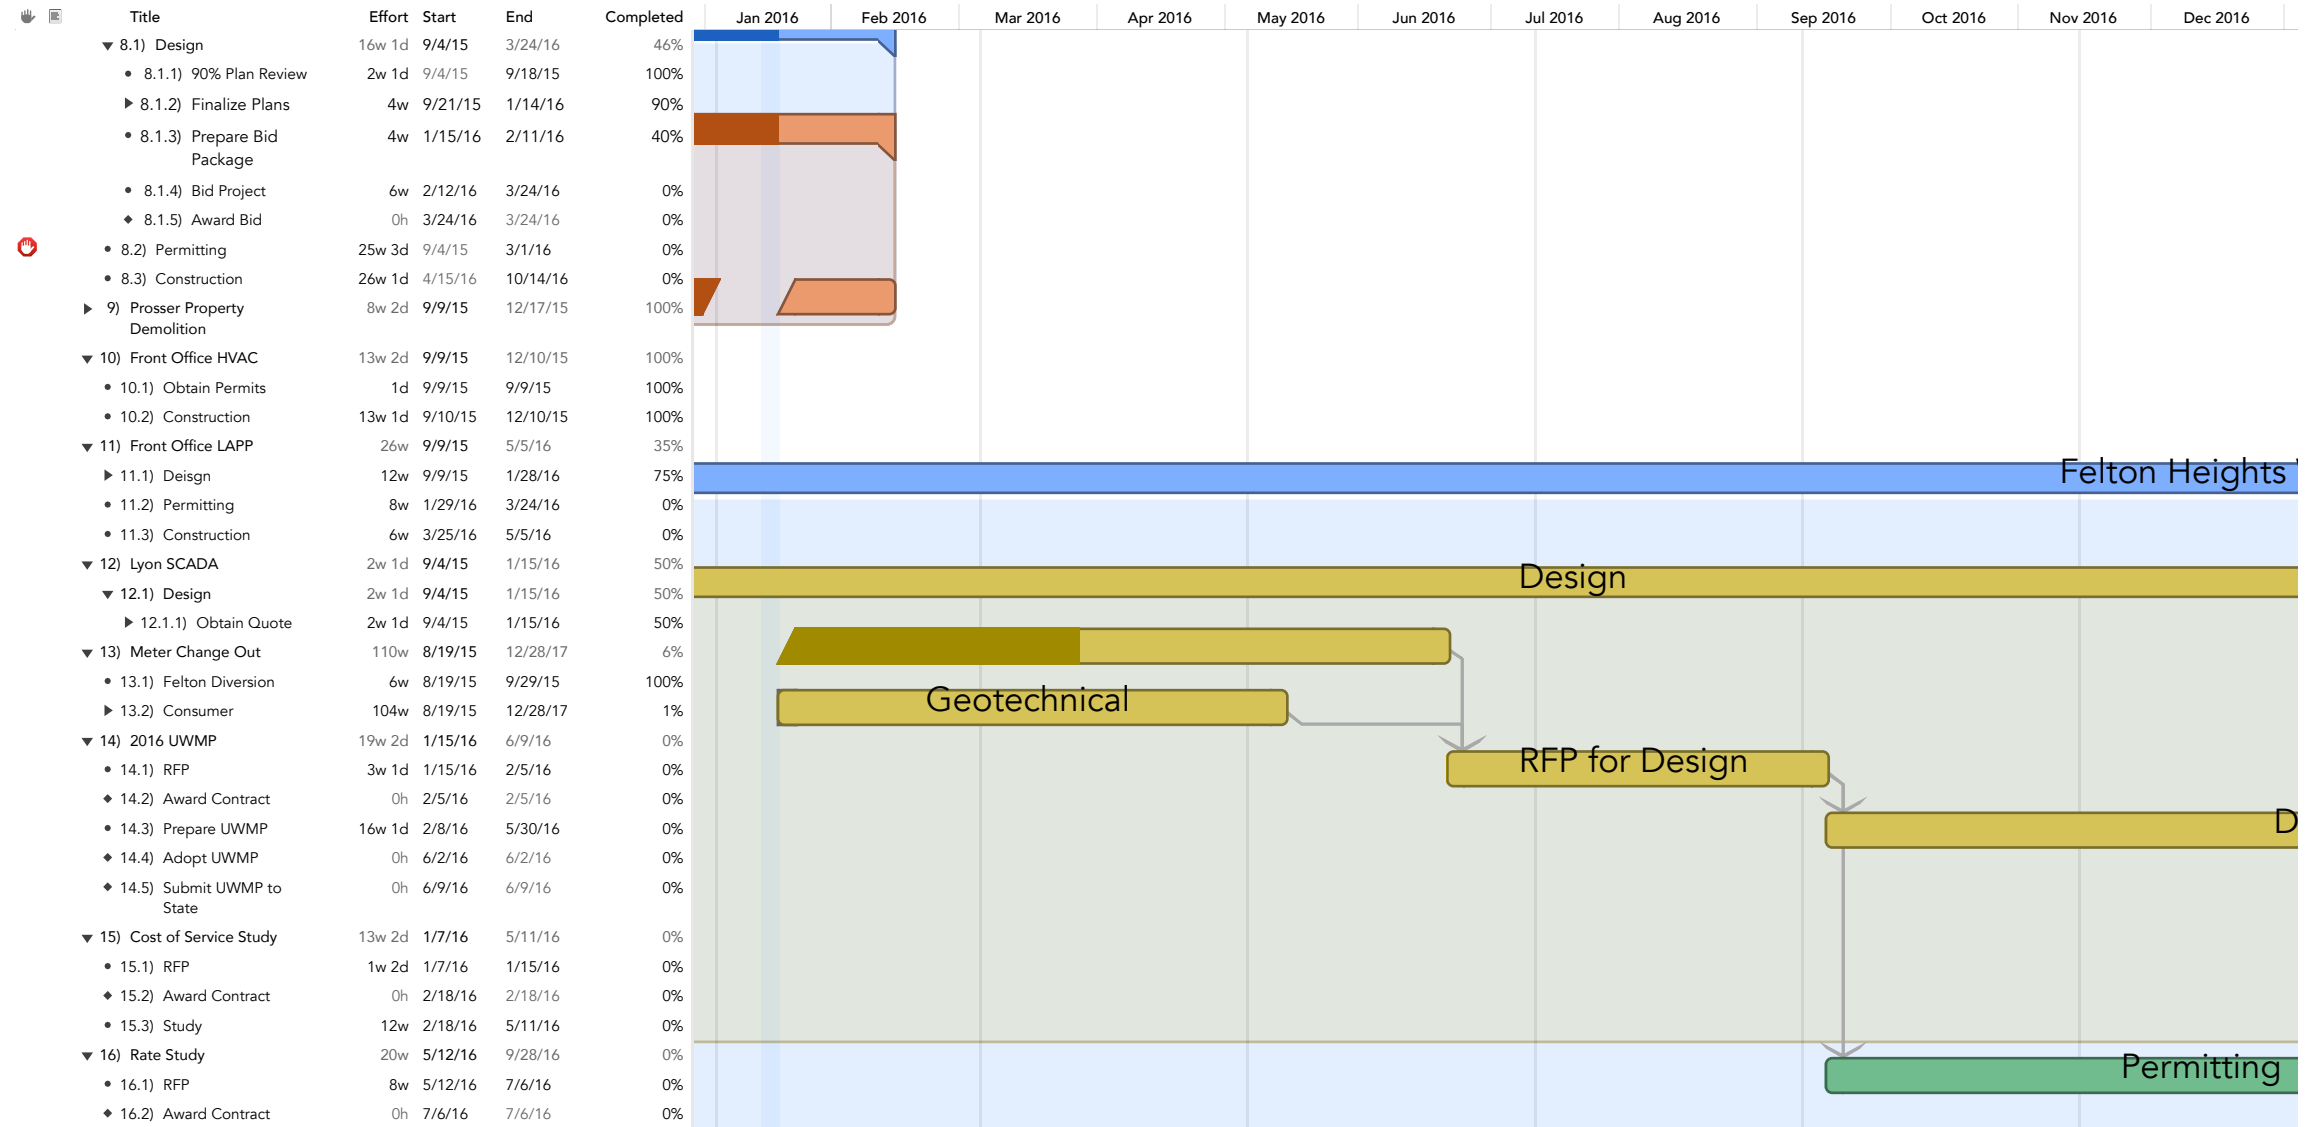 Title Effort Start End Completed Jan 2016 Feb 2016 Mar 2016 Apr 2016 May 2016 Jun 2016 Jul 2016 Aug 2016 Sep 2016 Oct 2016 Nov 2016 Dec 2016
8.1) Design 16w 1d 9/4/15 3/24/16 46%
8.1.1) 90% Plan Review 2w 1d 9/4/15 9/18/15 100%
8.1.2) Finalize Plans 4w 9/21/15 1/14/16 90%
8.1.3) Prepare Bid 4w 1/15/16 2/11/16 40%
Package
8.1.4) Bid Project 6w 2/12/16 3/24/16 0%
8.1.5) Award Bid 0h 3/24/16 3/24/16 0%
8.2) Permitting 25w 3d 9/4/15 3/1/16 0%
8.3) Construction 26w 1d 4/15/16 10/14/16 0%
9) Prosser Property 8w 2d 9/9/15 12/17/15 100%
Demolition
10) Front Office HVAC 13w 2d 9/9/15 12/10/15 100%
10.1) Obtain Permits 1d 9/9/15 9/9/15 100%
10.2) Construction 13w 1d 9/10/15 12/10/15 100%
11) Front Office LAPP 26w 9/9/15 5/5/16 35%
11.1) Deisgn 12w 9/9/15 1/28/16 75% Felton Heights
11.2) Permitting 8w 1/29/16 3/24/16 0%
11.3) Construction 6w 3/25/16 5/5/16 0%
12) Lyon SCADA 2w 1d 9/4/15 1/15/16 50% Design
12.1) Design 2w 1d 9/4/15 1/15/16 50%
12.1.1) Obtain Quote 2w 1d 9/4/15 1/15/16 50%
13) Meter Change Out 110w 8/19/15 12/28/17 6%
13.1) Felton Diversion 6w 8/19/15 9/29/15 100%
13.2) Consumer 104w 8/19/15 12/28/17 1% Geotechnical
14) 2016 UWMP 19w 2d 1/15/16 6/9/16 0%
14.1) RFP 3w 1d 1/15/16 2/5/16 0% RFP for Design
14.2) Award Contract 0h 2/5/16 2/5/16 0%
14.3) Prepare UWMP 16w 1d 2/8/16 5/30/16 0% D
14.4) Adopt UWMP 0h 6/2/16 6/2/16 0%
14.5) Submit UWMP to 0h 6/9/16 6/9/16 0%
State
15) Cost of Service Study 13w 2d 1/7/16 5/11/16 0%
15.1) RFP 1w 2d 1/7/16 1/15/16 0%
15.2) Award Contract 0h 2/18/16 2/18/16 0%
15.3) Study 12w 2/18/16 5/11/16 0%
16) Rate Study 20w 5/12/16 9/28/16 0% Permitting
16.1) RFP 8w 5/12/16 7/6/16 0%
16.2) Award Contract 0h 7/6/16 7/6/16 0%